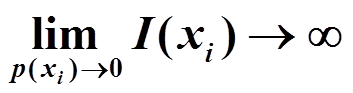 lim I(xᵢ) → ∞
p(xᵢ)→0